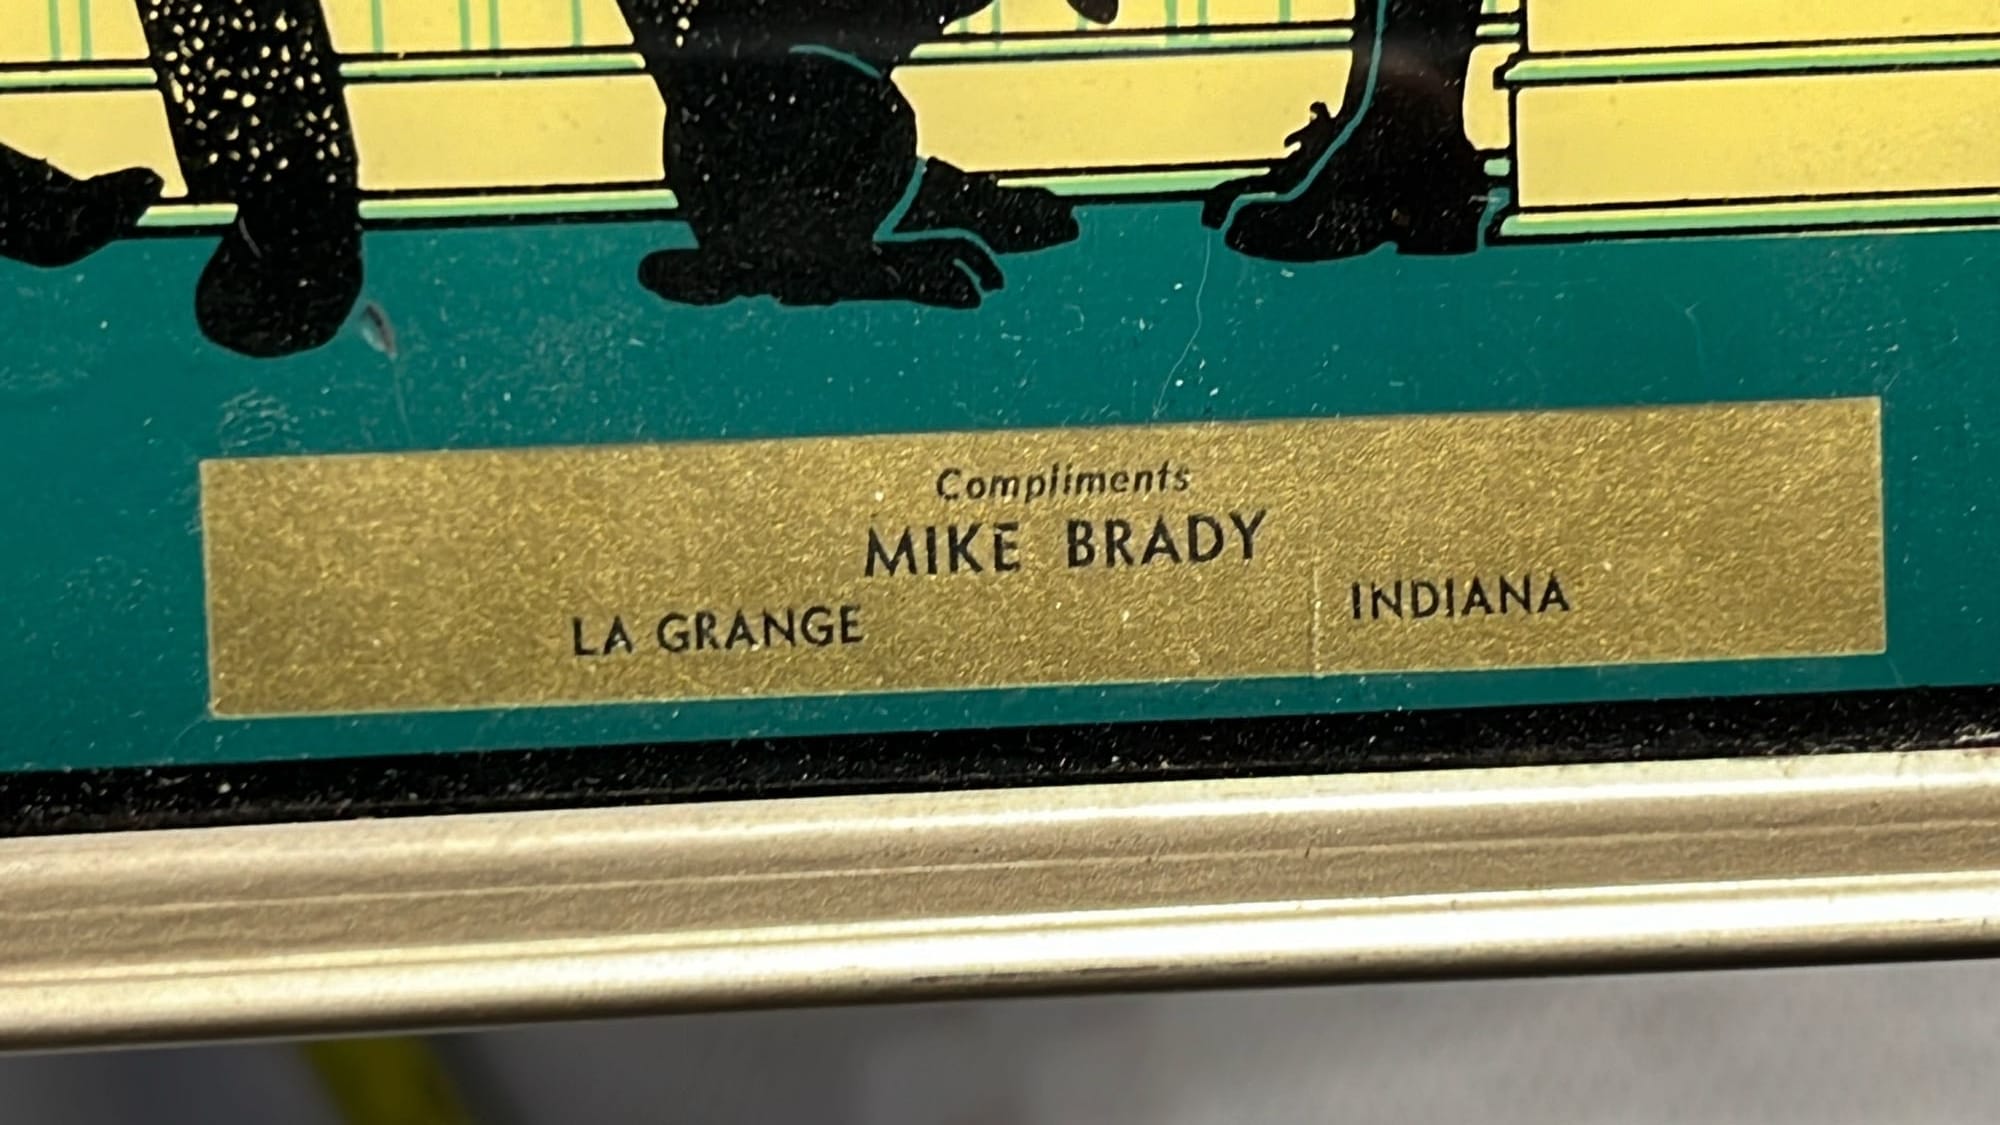 Compliments
MIKE BRADY
LA GRANGE INDIANA